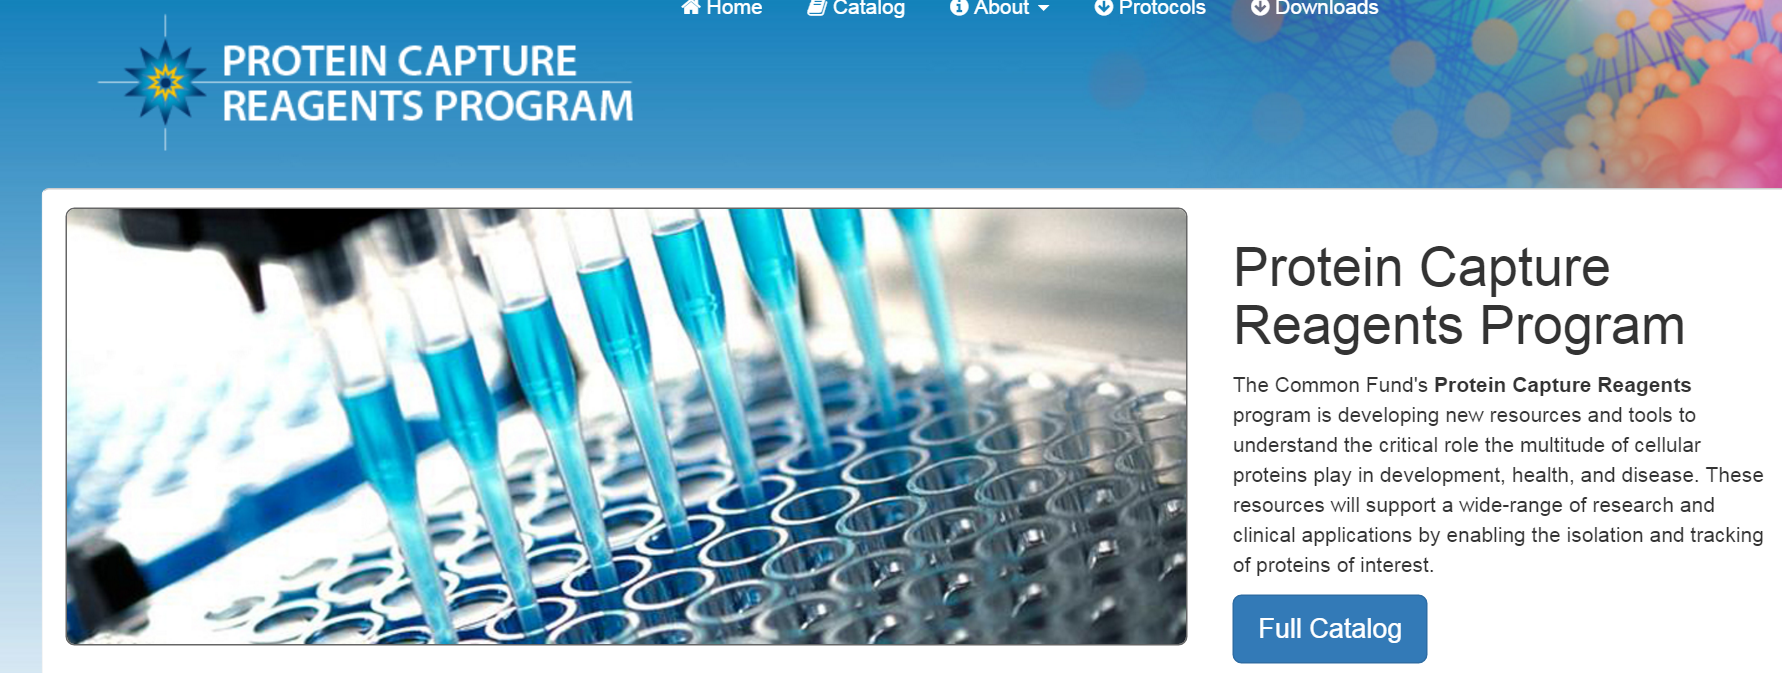 Home Catalog About Protocols Downloads
PROTEIN CAPTURE
REAGENTS PROGRAM
Protein Capture
Reagents Program
The Common Fund's Protein Capture Reagents
program is developing new resources and tools to
understand the critical role the multitude of cellular
proteins play in development, health, and disease. These
resources will support a wide-range of research and
clinical applications by enabling the isolation and tracking
of proteins of interest.
Full Catalog